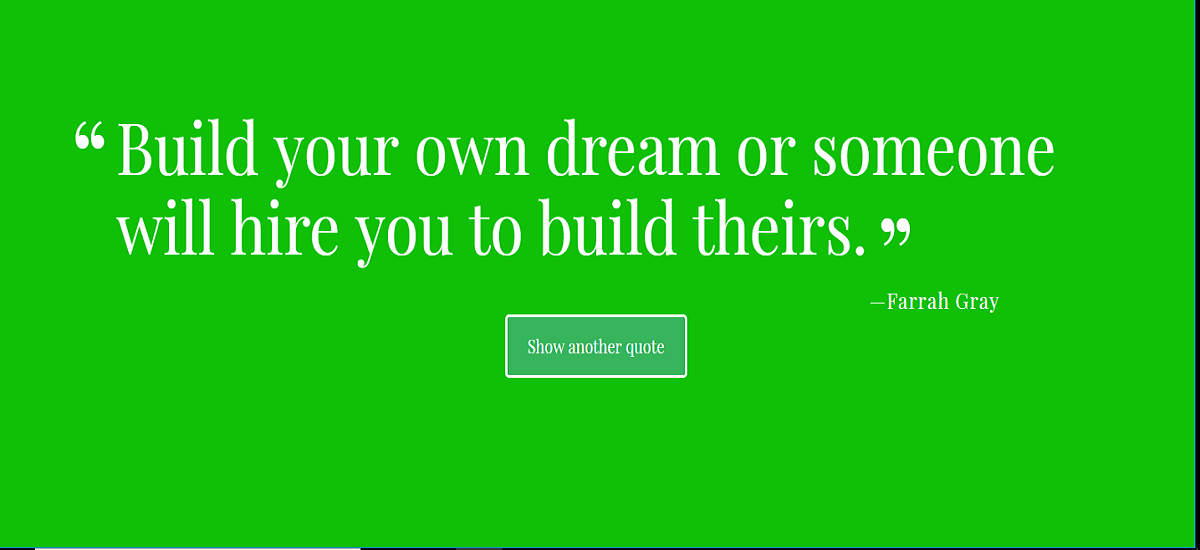 “Build your own dream or someone
will hire you to build theirs.”
—Farrah Gray
Show another quote